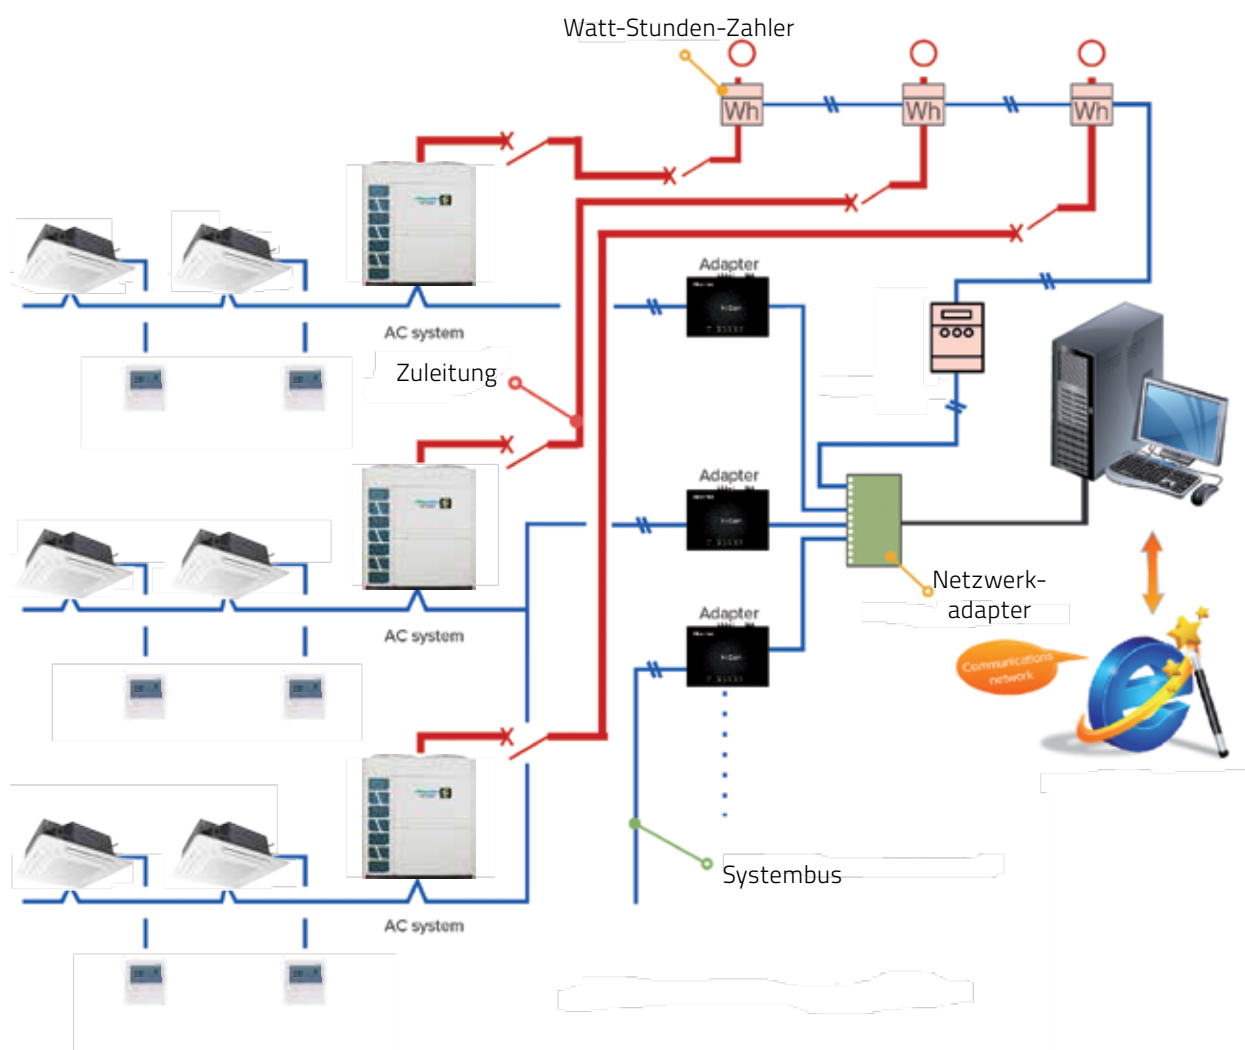 Watt-Stunden-Zahler
Wh
Wh
Wh
Adapter
AC system
Zuleitung
Adapter
Netzwerk-
adapter
Adapter
AC system
Communications
network
Systembus
AC system